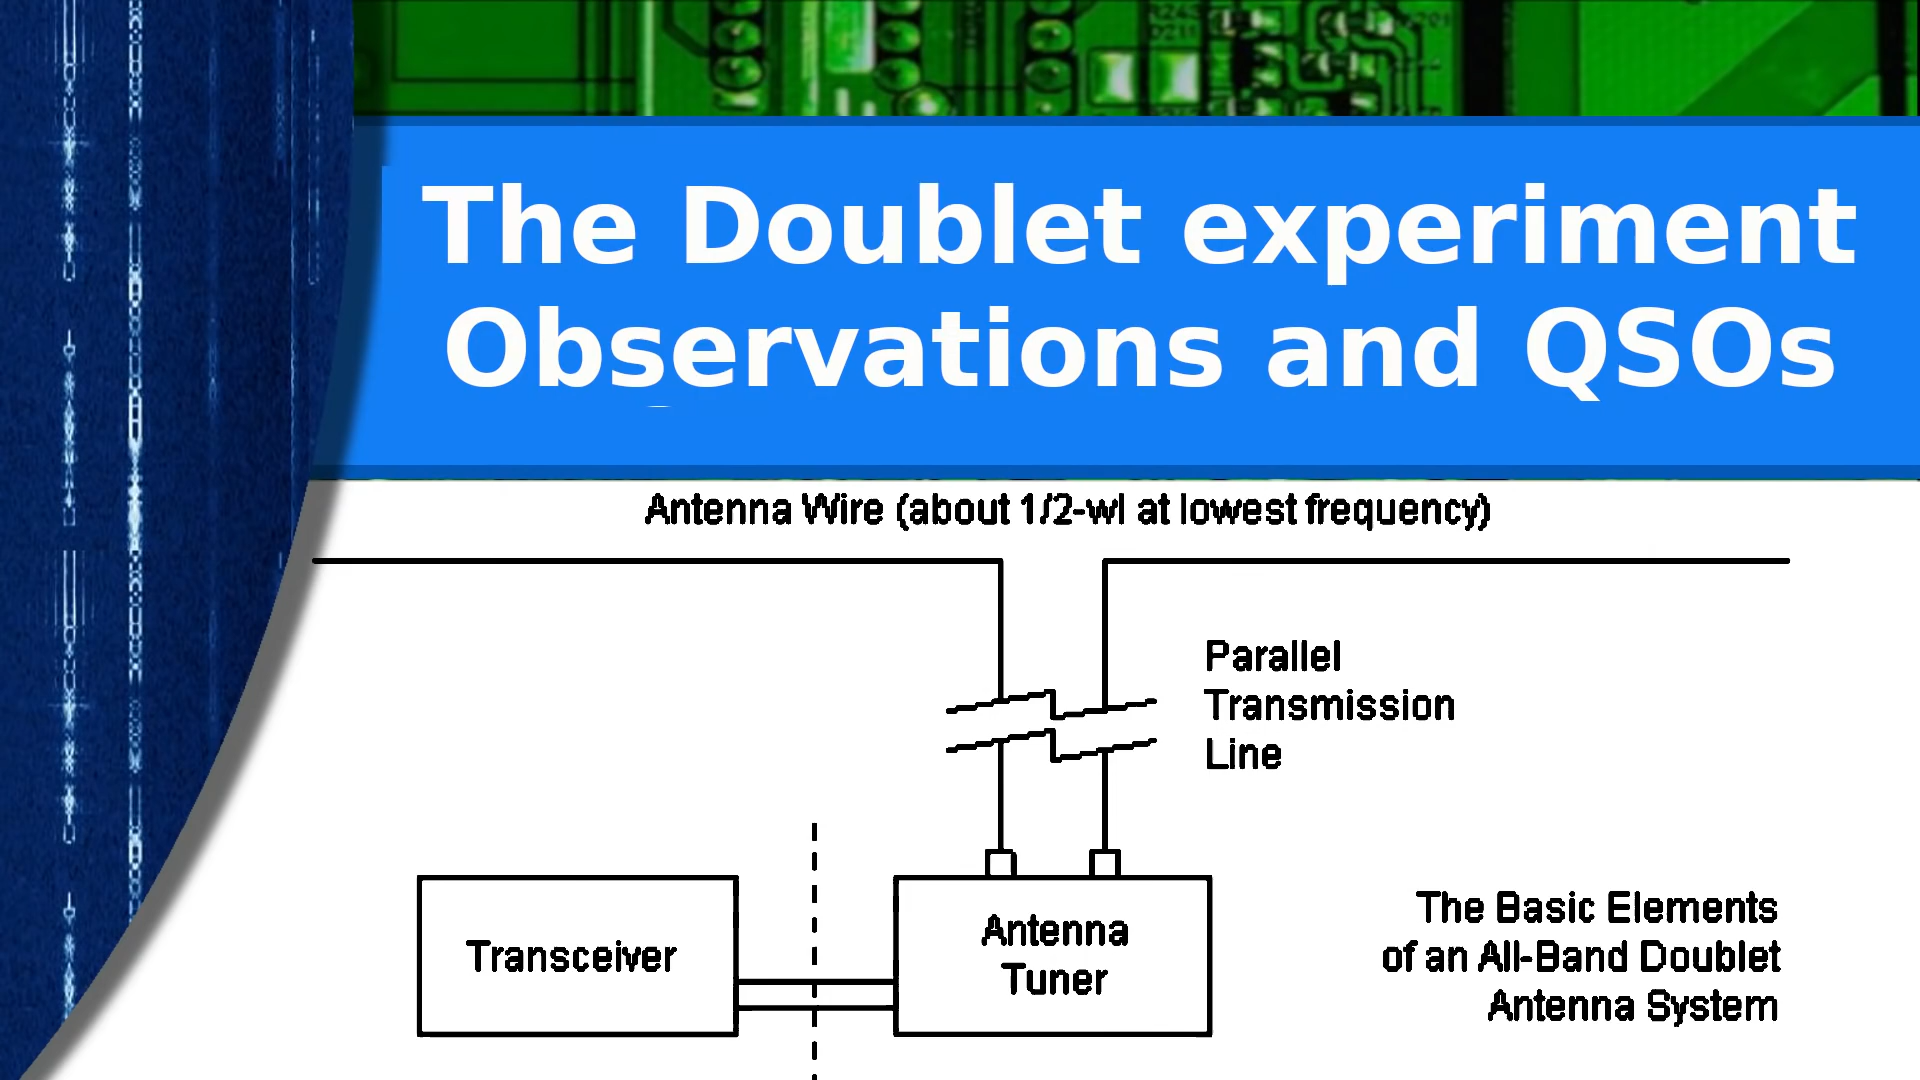 The Doublet experiment
Observations and QSOs
Antenna Wire (about 1/2-wl at lowest frequency)
Parallel
Transmission
Line
Transceiver
Antenna
Tuner
The Basic Elements
of an All-Band Doublet
Antenna System